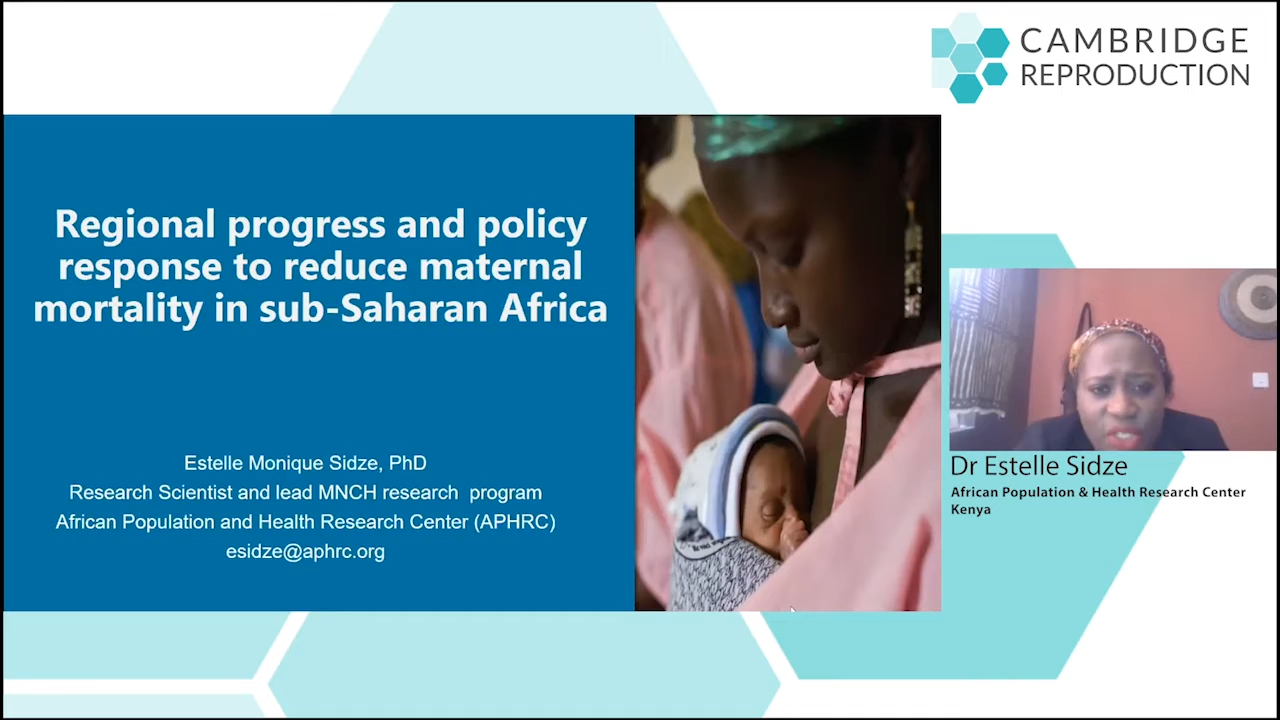 CAMBRIDGE
REPRODUCTION
Regional progress and policy
response to reduce maternal
mortality in sub-Saharan Africa
Estelle Monique Sidze, PhD
Research Scientist and lead MNCH research program
African Population and Health Research Center (APHRC)
esidze@aphrc.org
Dr Estelle Sidze
African Population & Health Research Center
Kenya